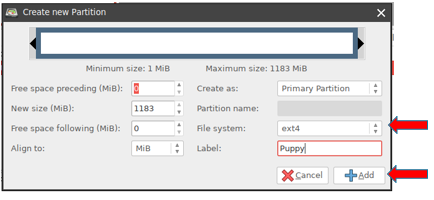 Create new Partition
Minimum size: 1 MiB Maximum size: 1183 MiB
Free space preceding (MiB): 0 Create as: Primary Partition
New size (MiB): 1183 Partition name:
Free space following (MiB): 0 File system: ext4
Align to: MiB Label: Puppy
Cancel Add